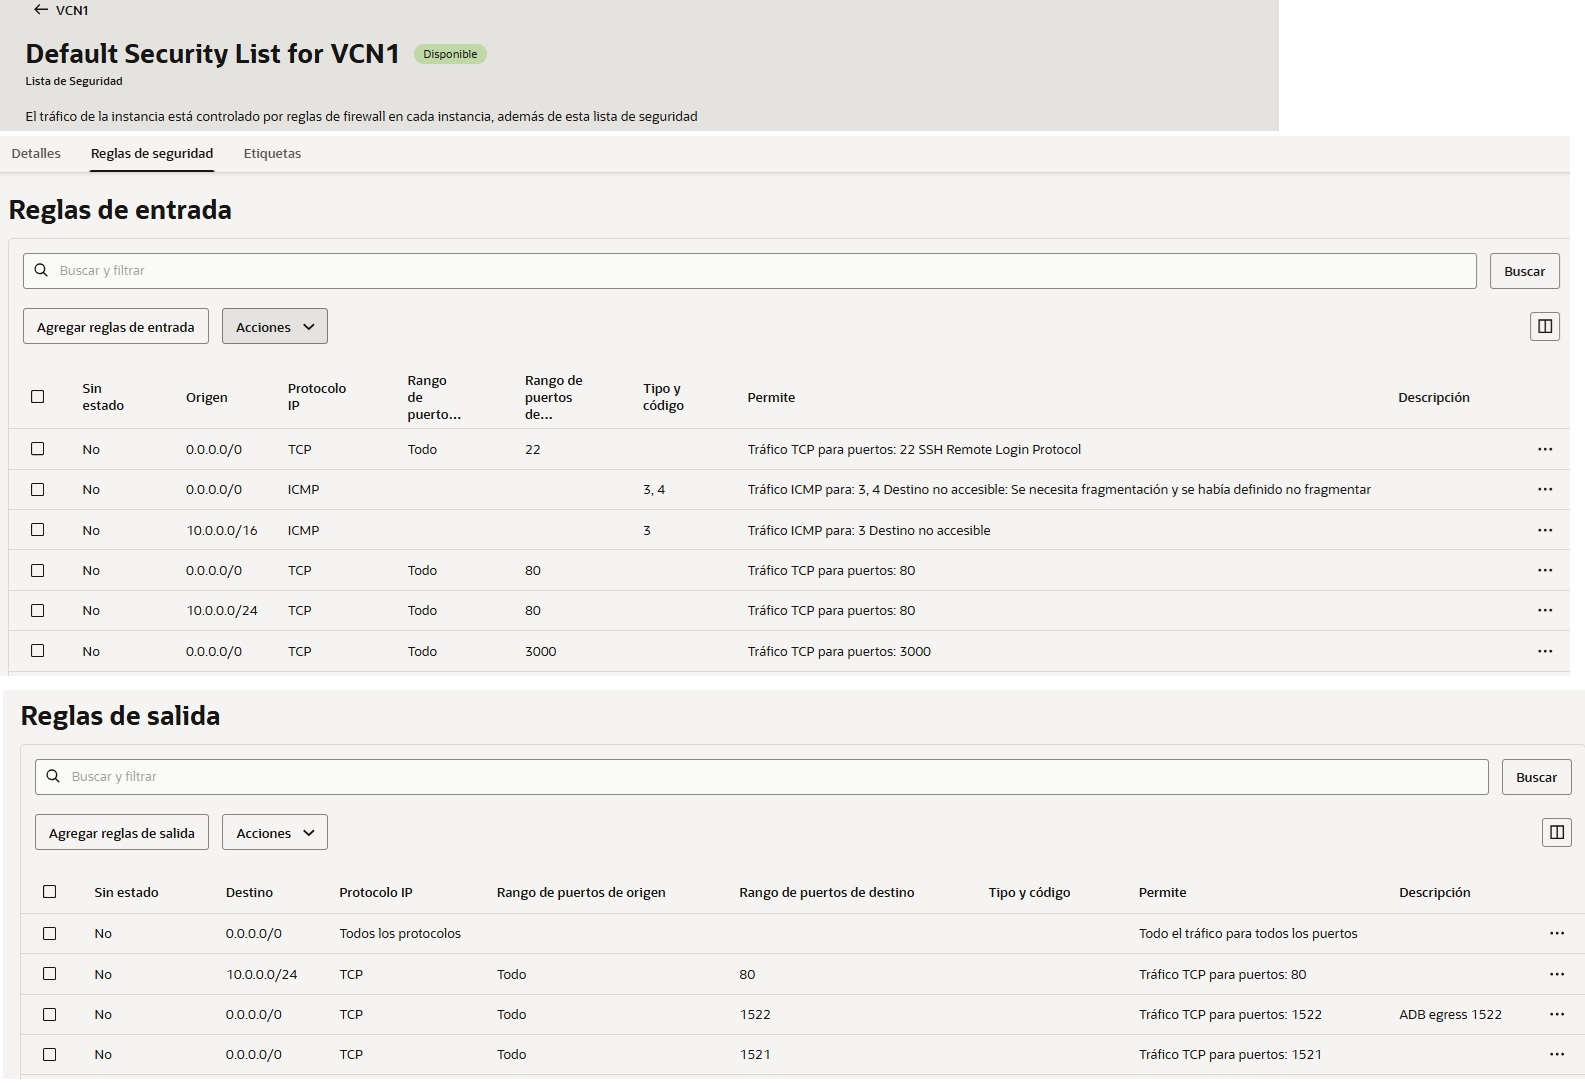 VCN1
Default Security List for VCN1 Disponible
Lista de Seguridad
El tráfico de la instancia está controlado por reglas de firewall en cada instancia, además de esta lista de seguridad
Detalles Reglas de seguridad Etiquetas
Reglas de entrada
Buscar y filtrar Buscar
Agregar reglas de entrada Acciones
Sin estado Origen Protocolo IP Rango de puerto... Rango de puertos de... Tipo y código Permite Descripción
No 0.0.0.0/0 TCP Todo 22 Tráfico TCP para puertos: 22 SSH Remote Login Protocol
No 0.0.0.0/0 ICMP 3, 4 Tráfico ICMP para: 3, 4 Destino no accesible: Se necesita fragmentación y se había definido no fragmentar
No 10.0.0.0/16 ICMP 3 Tráfico ICMP para: 3 Destino no accesible
No 0.0.0.0/0 TCP Todo 80 Tráfico TCP para puertos: 80
No 10.0.0.0/24 TCP Todo 80 Tráfico TCP para puertos: 80
No 0.0.0.0/0 TCP Todo 3000 Tráfico TCP para puertos: 3000
Reglas de salida
Buscar y filtrar Buscar
Agregar reglas de salida Acciones
Sin estado Destino Protocolo IP Rango de puertos de origen Rango de puertos de destino Tipo y código Permite Descripción
No 0.0.0.0/0 Todos los protocolos Todo el tráfico para todos los puertos
No 10.0.0.0/24 TCP Todo 80 Tráfico TCP para puertos: 80
No 0.0.0.0/0 TCP Todo 1522 Tráfico TCP para puertos: 1522 ADB egress 1522
No 0.0.0.0/0 TCP Todo 1521 Tráfico TCP para puertos: 1521